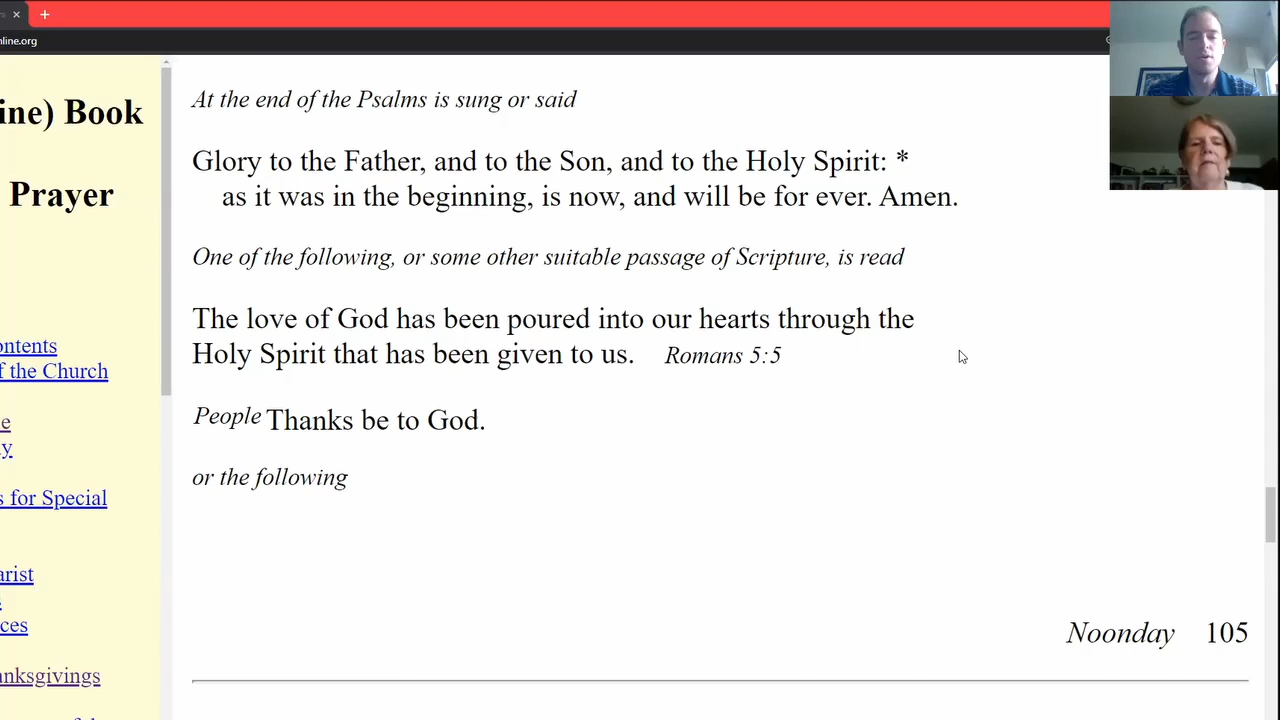 nline.org
ine) Book
Prayer
ontents
f the Church
e
y
s for Special
arist
ces
anksgivings
At the end of the Psalms is sung or said
Glory to the Father, and to the Son, and to the Holy Spirit: *
as it was in the beginning, is now, and will be for ever. Amen.
One of the following, or some other suitable passage of Scripture, is read
The love of God has been poured into our hearts through the
Holy Spirit that has been given to us. Romans 5:5
People Thanks be to God.
or the following
Noonday 105